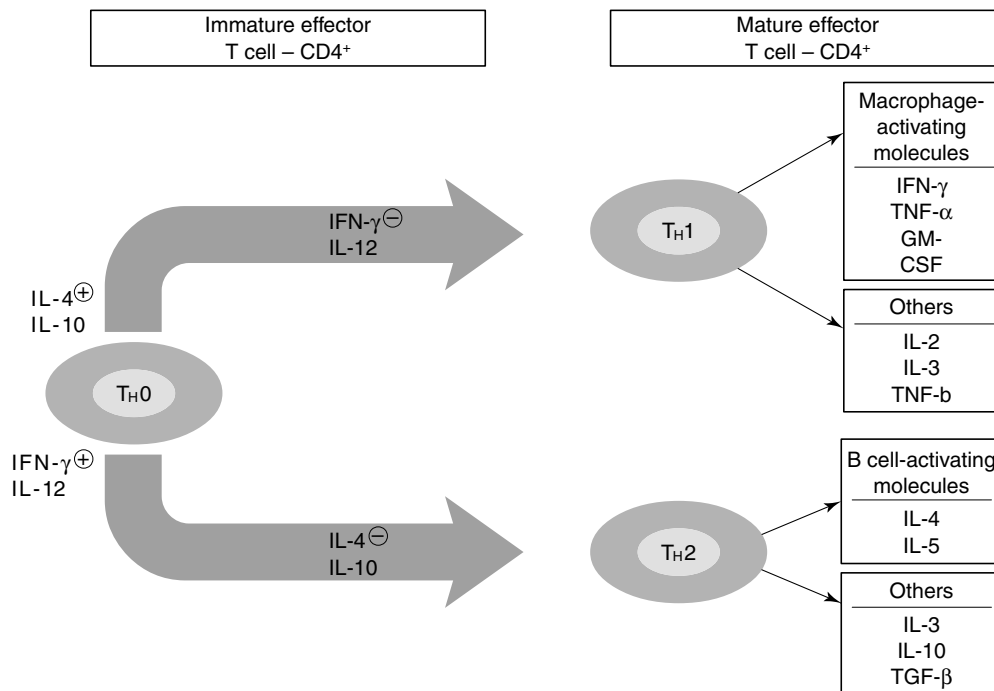 Immature effector
T cell – CD4⁺
Mature effector
T cell – CD4⁺
Macrophage-
activating
molecules
IFN-γ
TNF-α
GM-
CSF
IFN-γ ⊖
IL-12
TH1
IL-4 ⊕
IL-10
Others
IL-2
IL-3
TNF-b
TH0
IFN-γ ⊕
IL-12
B cell-activating
molecules
IL-4
IL-5
IL-4 ⊖
IL-10
TH2
Others
IL-3
IL-10
TGF-β